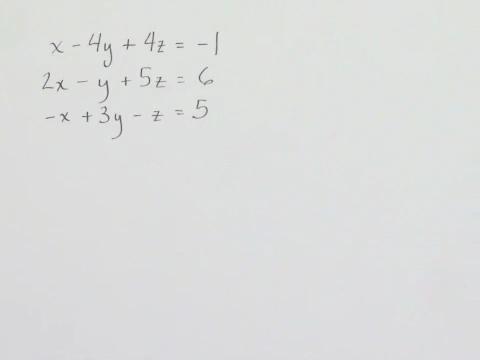 x - 4y + 4z = -1
2x - y + 5z = 6
-x + 3y - z = 5